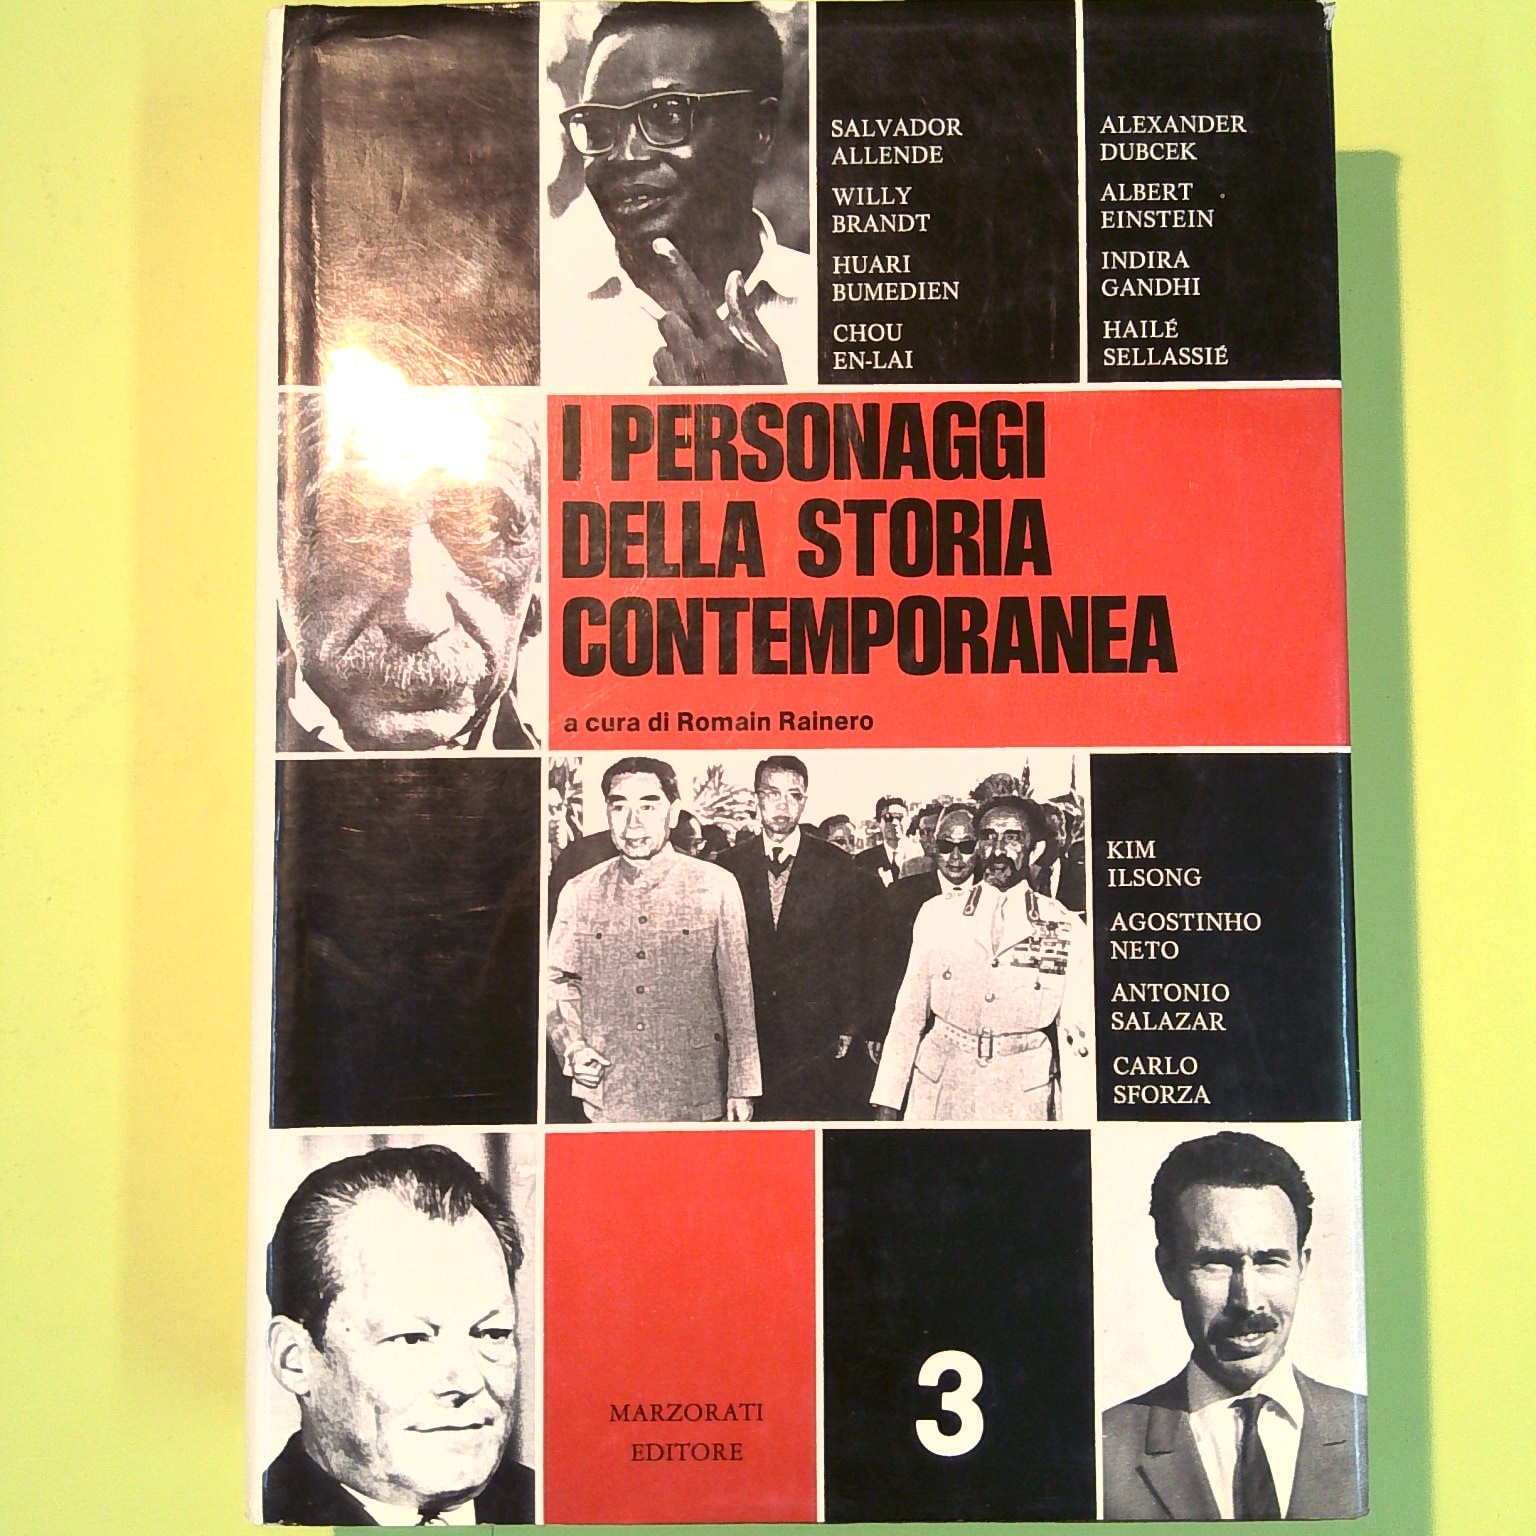 SALVADOR
ALLENDE
WILLY
BRANDT
HUARI
BUMEDIEN
CHOU
EN-LAI
ALEXANDER
DUBCEK
ALBERT
EINSTEIN
INDIRA
GANDHI
HAILÉ
SELLASSIÉ
I PERSONAGGI
DELLA STORIA
CONTEMPORANEA
a cura di Romain Rainero
KIM
ILSONG
AGOSTINHO
NETO
ANTONIO
SALAZAR
CARLO
SFORZA
MARZORATI
EDITORE
3